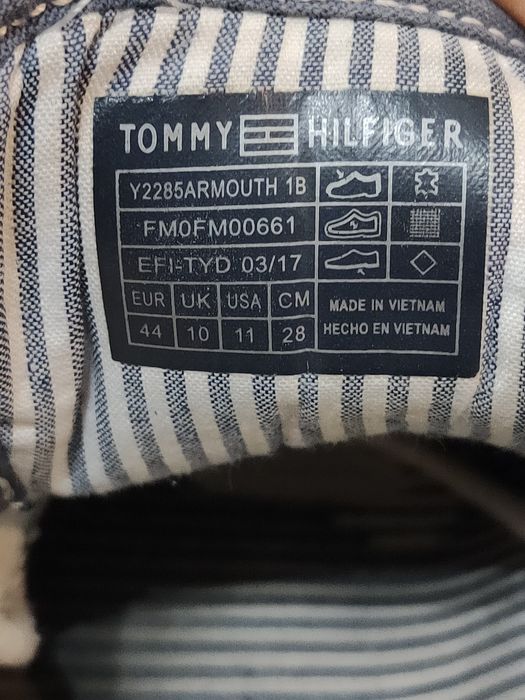 TOMMY HILFIGER
Y2285ARMOUTH 1B
FM0FM00661
EFI-TYD 03/17
EUR UK USA CM
44 10 11 28
MADE IN VIETNAM
HECHO EN VIETNAM